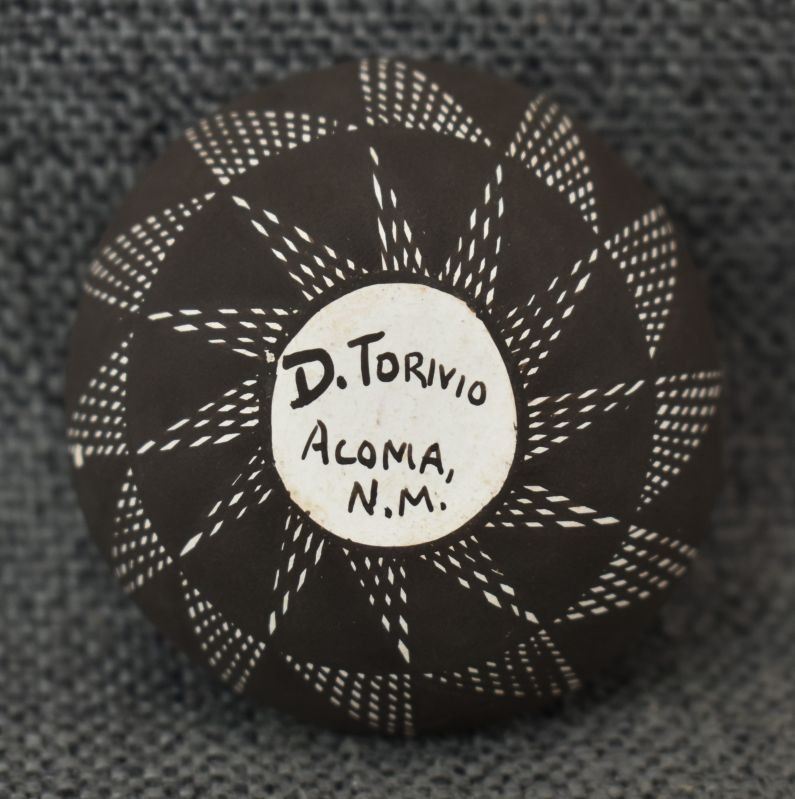 D. TORIVIO
ACOMA,
N.M.